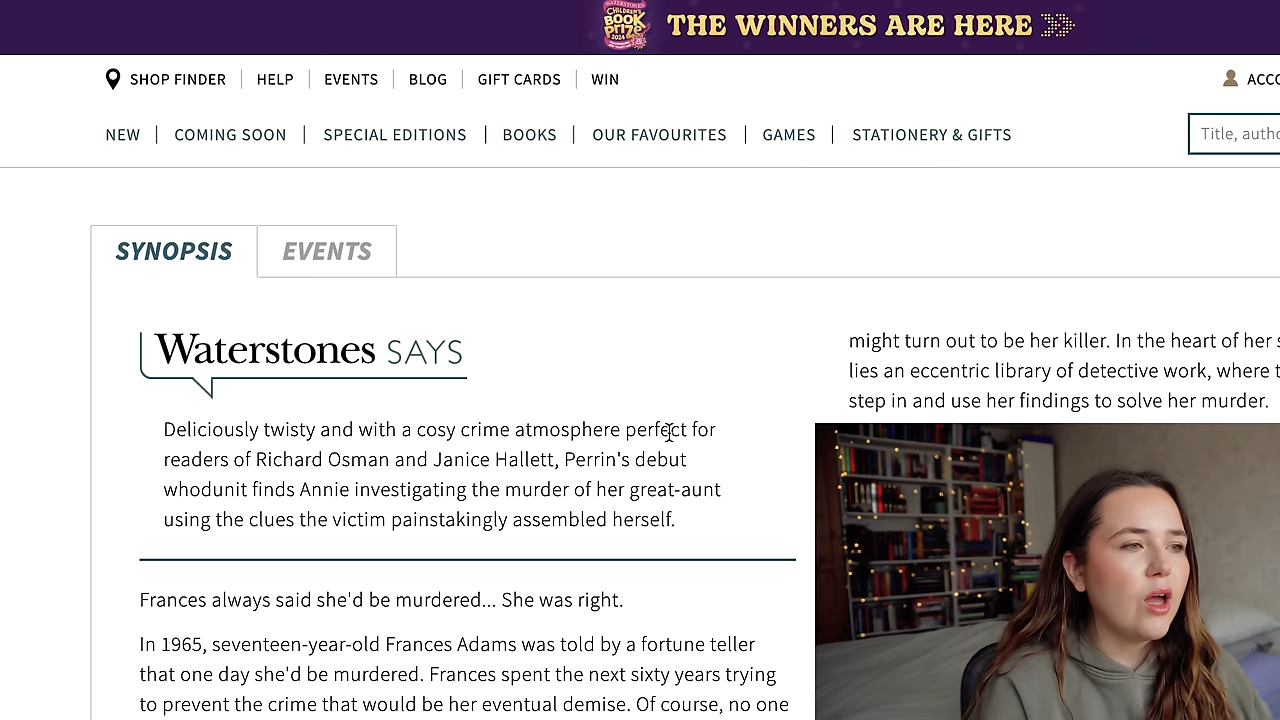 WATERSTONES
CHILDREN'S
BOOK
PRIZE
2024
THE WINNERS ARE HERE
SHOP FINDER | HELP | EVENTS | BLOG | GIFT CARDS | WIN
ACCO
NEW | COMING SOON | SPECIAL EDITIONS | BOOKS | OUR FAVOURITES | GAMES | STATIONERY & GIFTS
Title, autho
SYNOPSIS
EVENTS
Waterstones SAYS
Deliciously twisty and with a cosy crime atmosphere perfect for
readers of Richard Osman and Janice Hallett, Perrin's debut
whodunit finds Annie investigating the murder of her great-aunt
using the clues the victim painstakingly assembled herself.
Frances always said she'd be murdered... She was right.
In 1965, seventeen-year-old Frances Adams was told by a fortune teller
that one day she'd be murdered. Frances spent the next sixty years trying
to prevent the crime that would be her eventual demise. Of course, no one
might turn out to be her killer. In the heart of her s
lies an eccentric library of detective work, where t
step in and use her findings to solve her murder.